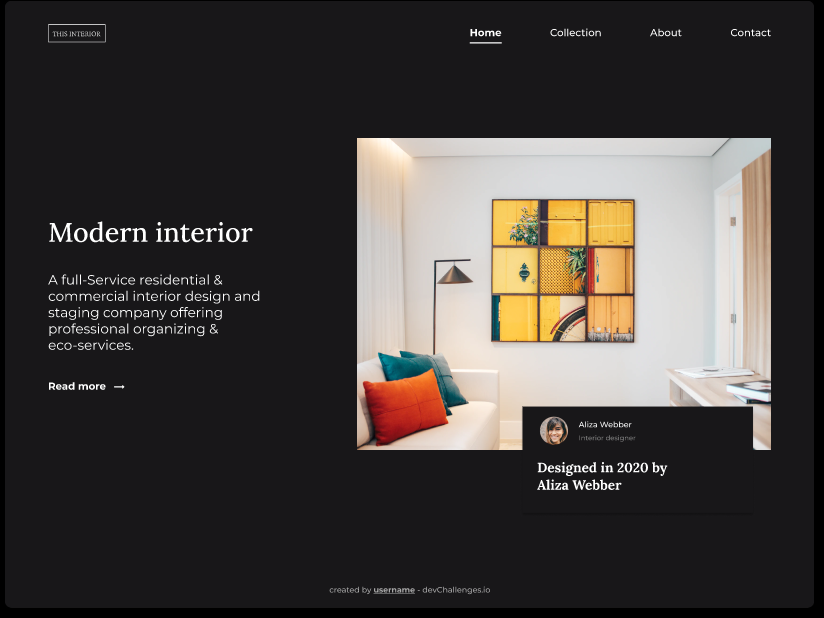 THIS INTERIOR
Home
Collection
About
Contact
Modern interior
A full-Service residential &
commercial interior design and
staging company offering
professional organizing &
eco-services.
Read more →
Aliza Webber
Interior designer
Designed in 2020 by
Aliza Webber
created by username - devChallenges.io